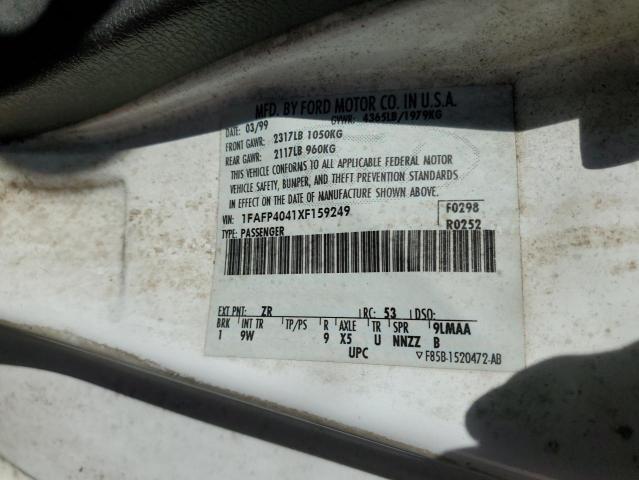 MFD. BY FORD MOTOR CO. IN U.S.A.
DATE: 03/99 GVWR: 4365LB/1979KG
FRONT GAWR: 2317LB 1050KG
REAR GAWR: 2117LB 960KG
THIS VEHICLE CONFORMS TO ALL APPLICABLE FEDERAL MOTOR
VEHICLE SAFETY, BUMPER, AND THEFT PREVENTION STANDARDS
IN EFFECT ON THE DATE OF MANUFACTURE SHOWN ABOVE.
VIN: 1FAFP4041XF159249 F0298
TYPE: PASSENGER R0252
EXT PNT: ZR RC: 53 DSO:
BRK INT TR TP/PS R AXLE TR SPR 9LMAA
1 9W 9 X5 U NNZZ B
UPC ▽F85B-1520472-AB